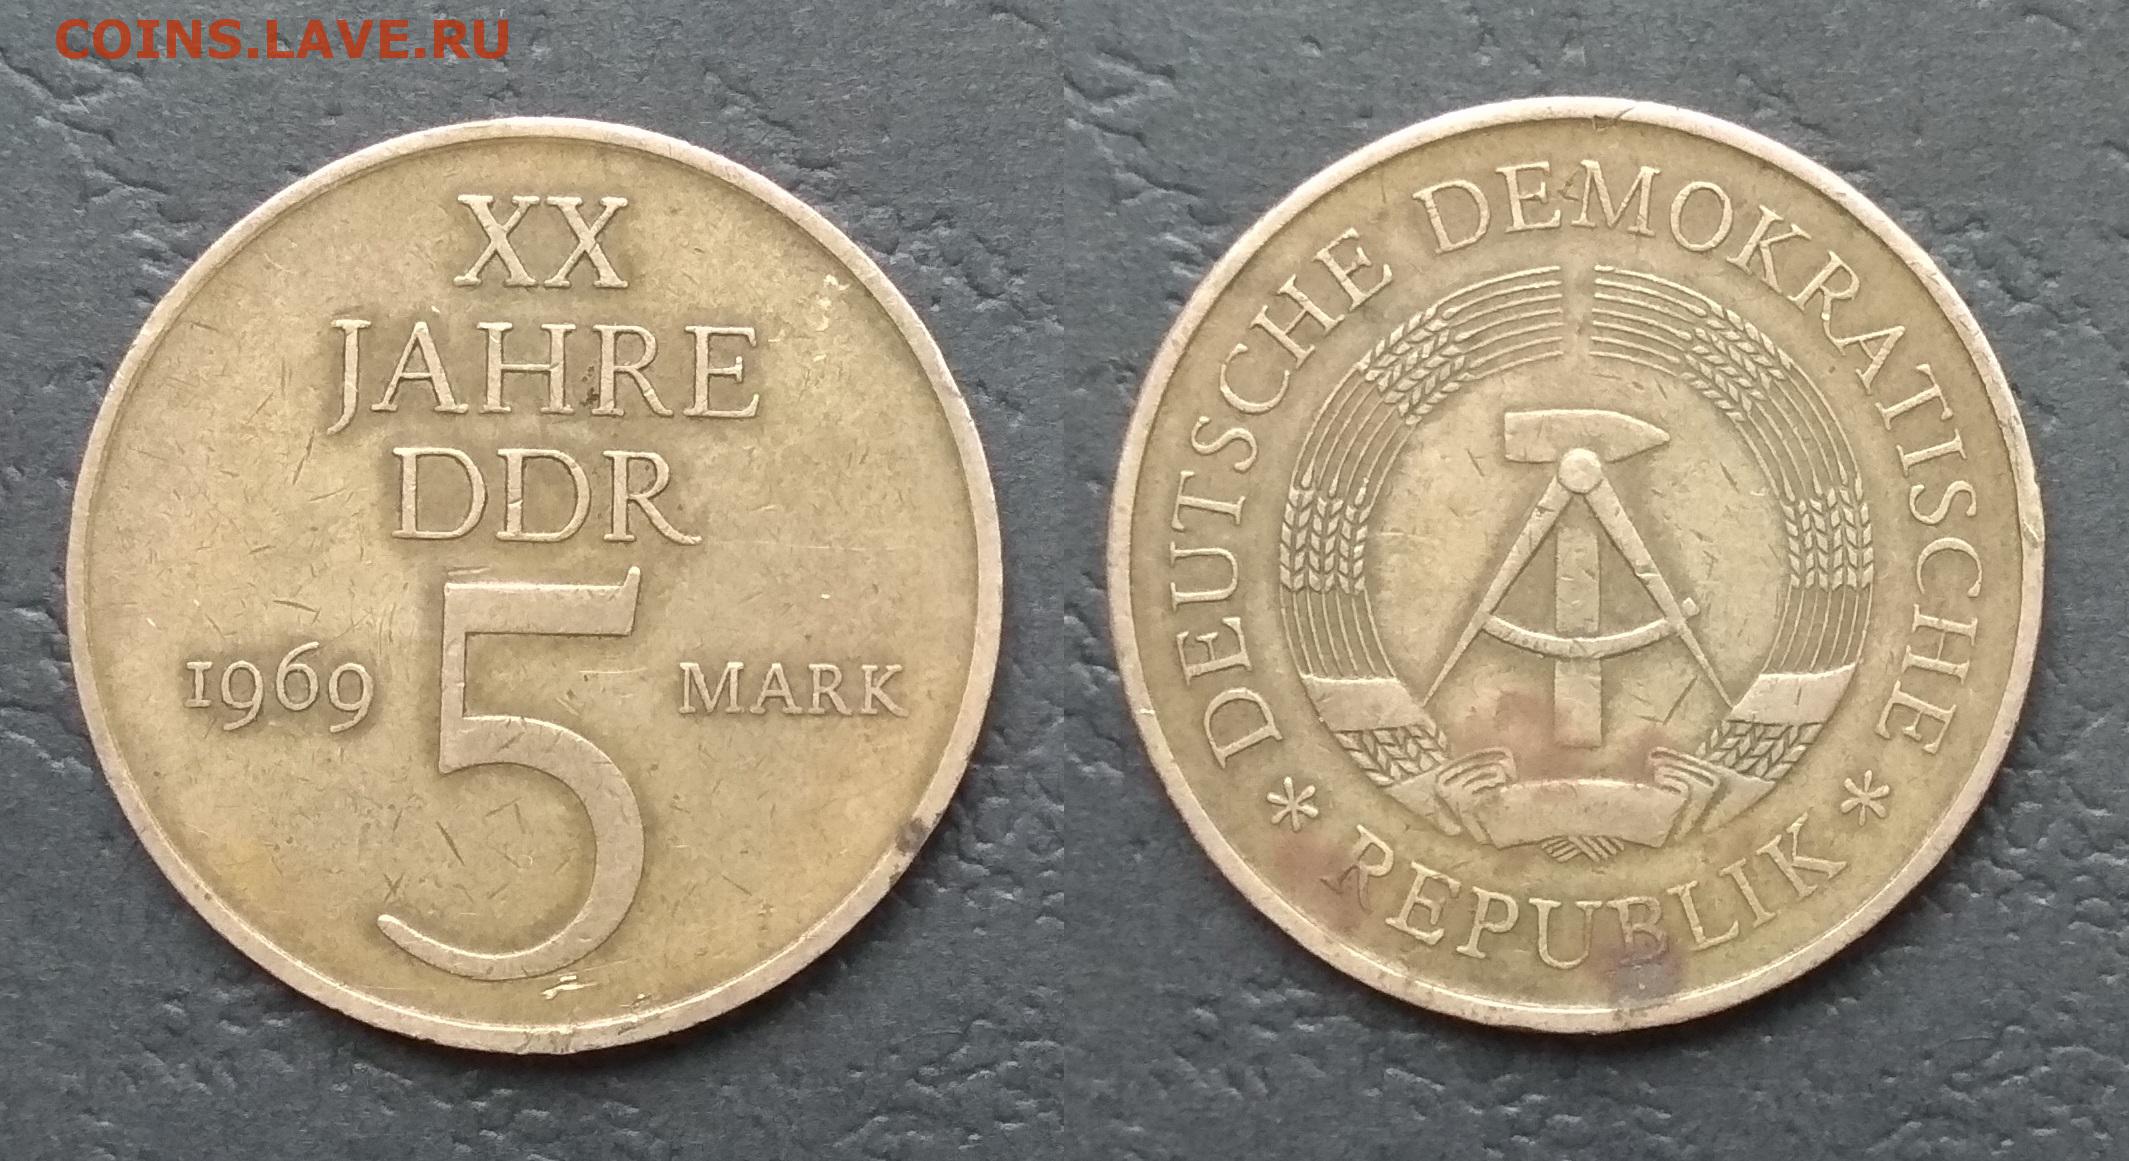 COINS.LAVE.RU
XX
JAHRE
DDR
5
1969 MARK
DEUTSCHE DEMOKRATISCHE
* REPUBLIK *